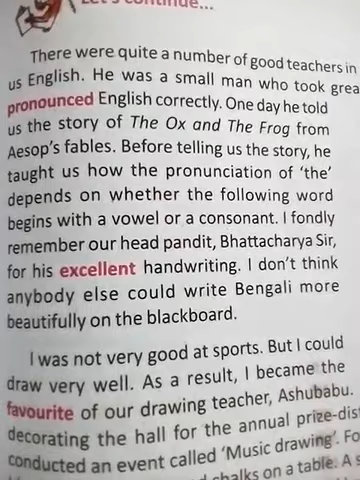 Let's continue...
There were quite a number of good teachers in
us English. He was a small man who took grea
pronounced English correctly. One day he told
us the story of The Ox and The Frog from
Aesop's fables. Before telling us the story, he
taught us how the pronunciation of 'the'
depends on whether the following word
begins with a vowel or a consonant. I fondly
remember our head pandit, Bhattacharya Sir,
for his excellent handwriting. I don't think
anybody else could write Bengali more
beautifully on the blackboard.
I was not very good at sports. But I could
draw very well. As a result, I became the
favourite of our drawing teacher, Ashubabu.
decorating the hall for the annual prize-dist
conducted an event called 'Music drawing'. Fo
chalks on a table. A s